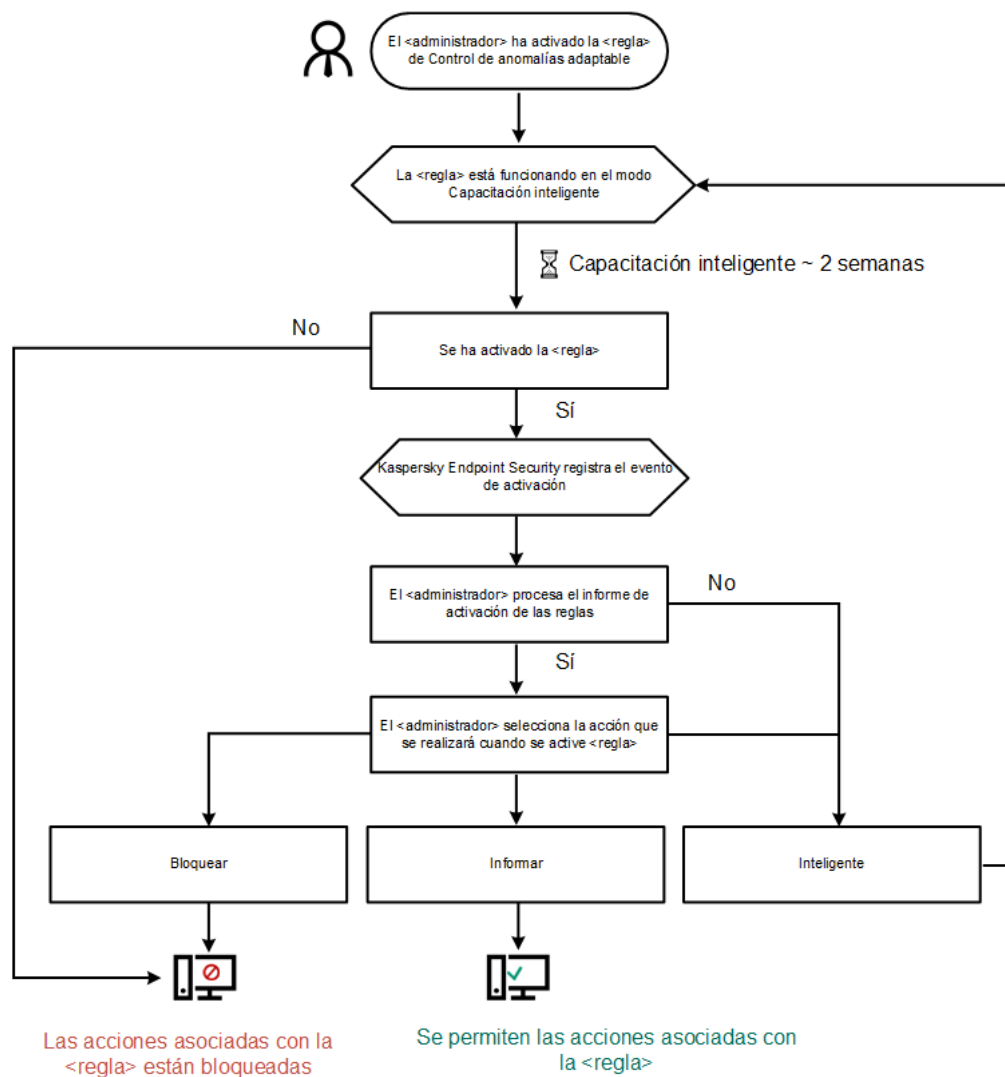 El <administrador> ha activado la <regla>
de Control de anomalías adaptable
La <regla> está funcionando en el modo
Capacitación inteligente
Capacitación inteligente ~ 2 semanas
No
Se ha activado la <regla>
Sí
Kaspersky Endpoint Security registra el evento
de activación
El <administrador> procesa el informe de
activación de las reglas
No
Sí
El <administrador> selecciona la acción que
se realizará cuando se active <regla>
Bloquear
Informar
Inteligente
Las acciones asociadas con la
<regla> están bloqueadas
Se permiten las acciones asociadas con
la <regla>